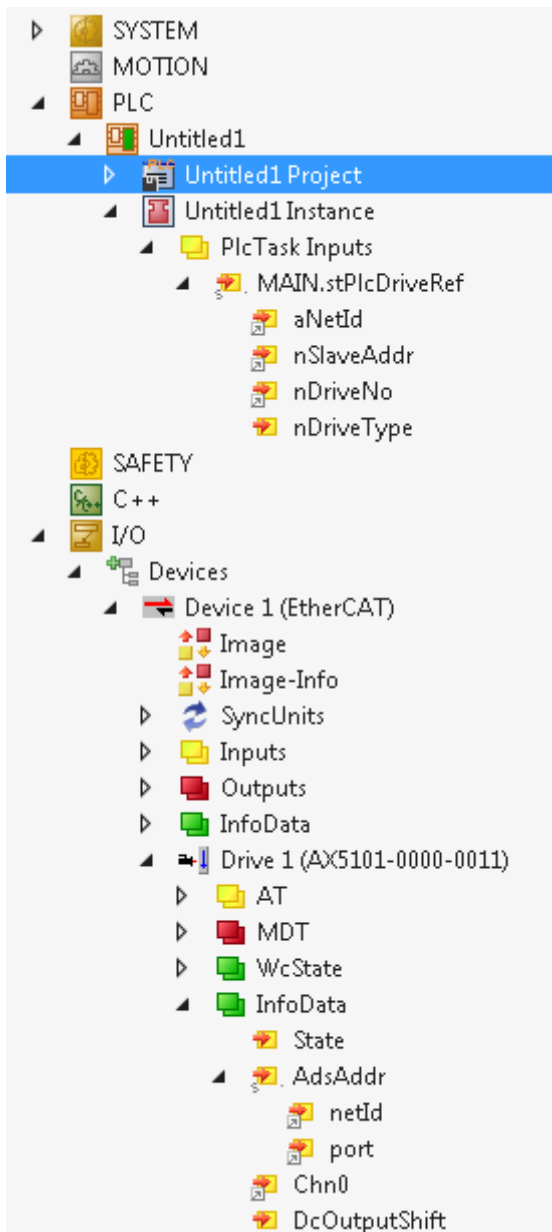 SYSTEM
MOTION
PLC
Untitled1
Untitled1 Project
Untitled1 Instance
PlcTask Inputs
MAIN.stPlcDriveRef
aNetId
nSlaveAddr
nDriveNo
nDriveType
SAFETY
C++
I/O
Devices
Device 1 (EtherCAT)
Image
Image-Info
SyncUnits
Inputs
Outputs
InfoData
Drive 1 (AX5101-0000-0011)
AT
MDT
WcState
InfoData
State
AdsAddr
netId
port
Chn0
DcOutputShift